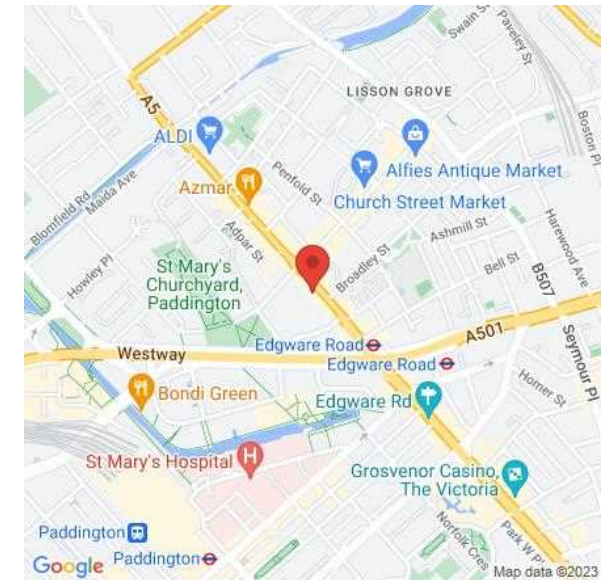 Swain St
Paveley St
LISSON GROVE
A5
Boston Pl
ALDI
Alfies Antique Market
Penfold St
Azmar
Church Street Market
Blomfield Rd
Maida Ave
Adpar St
Ashmill St
Harewood Ave
Broadley St
Bell St
Howley Pl
St Mary's
Churchyard,
Paddington
B507
A501
Edgware Road
Westway
Edgware Road
Seymour Pl
Homer St
Bondi Green
Edgware Rd
St Mary's Hospital
H
Grosvenor Casino,
The Victoria
Paddington
Norfolk Cres
Park W Pl
Google
Paddington
Map data ©2023